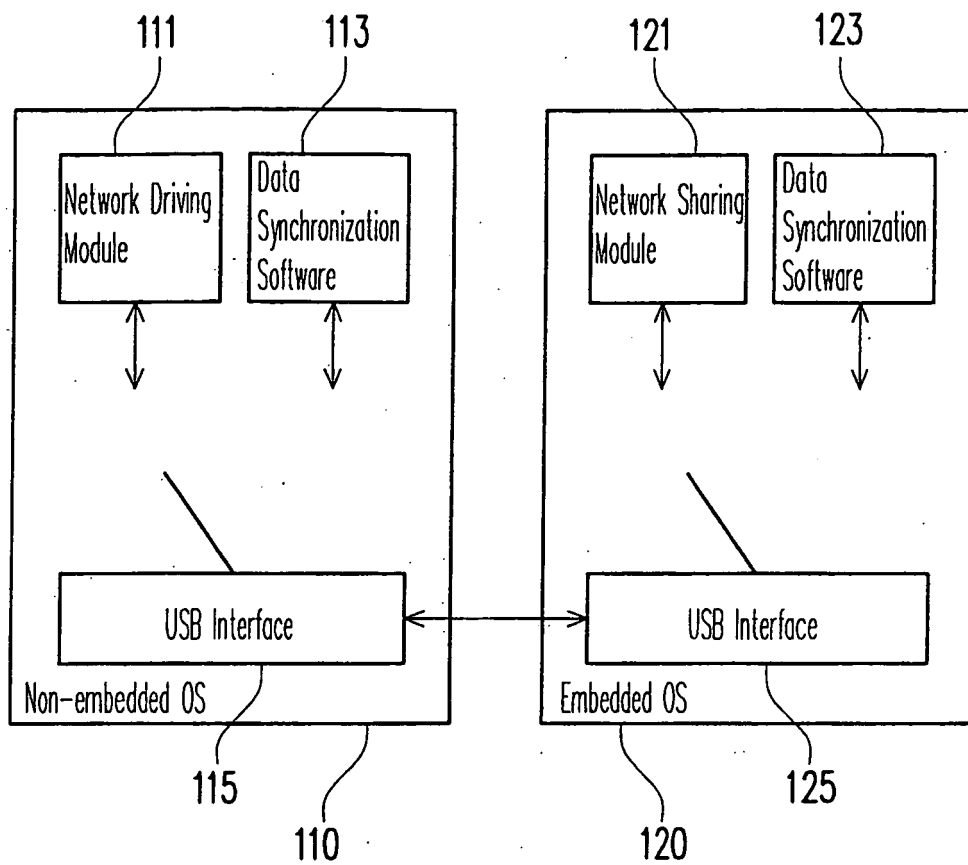 111
113
121
123
Network Driving
Module
Data
Synchronization
Software
Network Sharing
Module
Data
Synchronization
Software
USB Interface
USB Interface
Non-embedded OS
Embedded OS
115
110
120
125